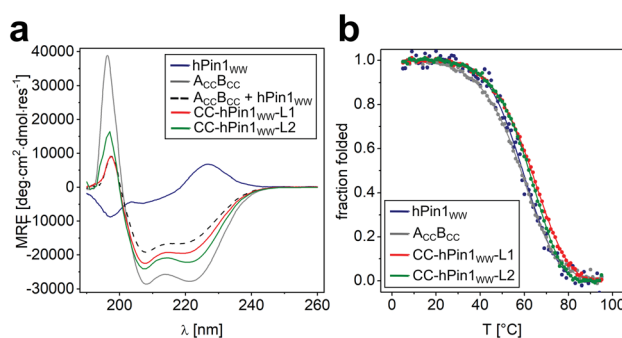 a
MRE [deg·cm²·dmol·res⁻¹]
40000
30000
20000
10000
0
-10000
-20000
-30000
200
220
240
260
λ [nm]
hPin1WW
ACCBCC
ACCBCC + hPin1WW
CC-hPin1WW-L1
CC-hPin1WW-L2
b
fraction folded
1.0
0.8
0.6
0.4
0.2
0.0
0
20
40
60
80
100
T [°C]
hPin1WW
ACCBCC
CC-hPin1WW-L1
CC-hPin1WW-L2